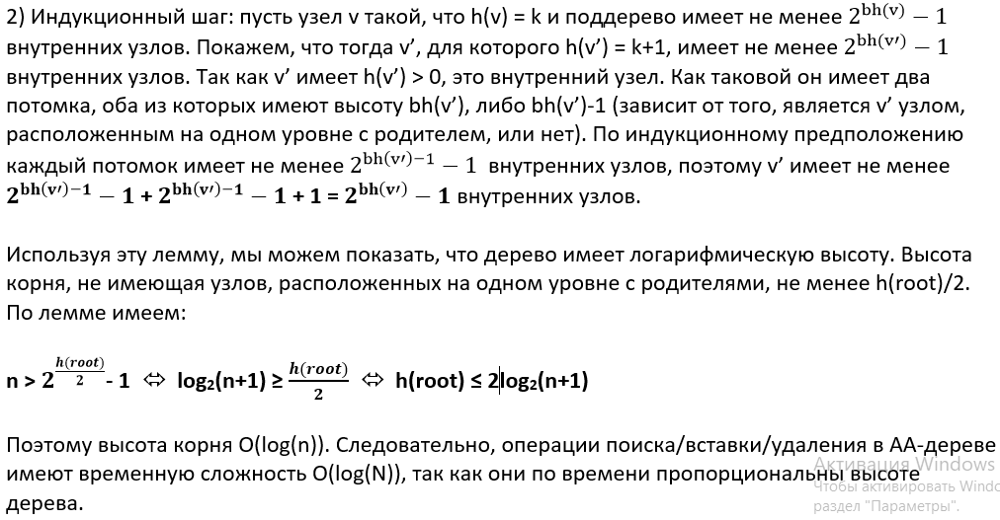 2) Индукционный шаг: пусть узел v такой, что h(v) = k и поддерево имеет не менее 2^bh(v) − 1
внутренних узлов. Покажем, что тогда v’, для которого h(v’) = k+1, имеет не менее 2^bh(v′) − 1
внутренних узлов. Так как v’ имеет h(v’) > 0, это внутренний узел. Как таковой он имеет два
потомка, оба из которых имеют высоту bh(v’), либо bh(v’)-1 (зависит от того, является v’ узлом,
расположенным на одном уровне с родителем, или нет). По индукционному предположению
каждый потомок имеет не менее 2^bh(v′)−1 − 1 внутренних узлов, поэтому v’ имеет не менее
2^bh(v′)−1 − 1 + 2^bh(v′)−1 − 1 + 1 = 2^bh(v′) − 1 внутренних узлов.
Используя эту лемму, мы можем показать, что дерево имеет логарифмическую высоту. Высота
корня, не имеющая узлов, расположенных на одном уровне с родителями, не менее h(root)/2.
По лемме имеем:
n > 2^h(root)/2 - 1 ⇔ log₂(n+1) ≥ h(root)/2 ⇔ h(root) ≤ 2log₂(n+1)
Поэтому высота корня O(log(n)). Следовательно, операции поиска/вставки/удаления в АА-дереве
имеют временную сложность O(log(N)), так как они по времени пропорциональны высоте
дерева.
Активация Windows
Чтобы активировать Windo
раздел "Параметры".